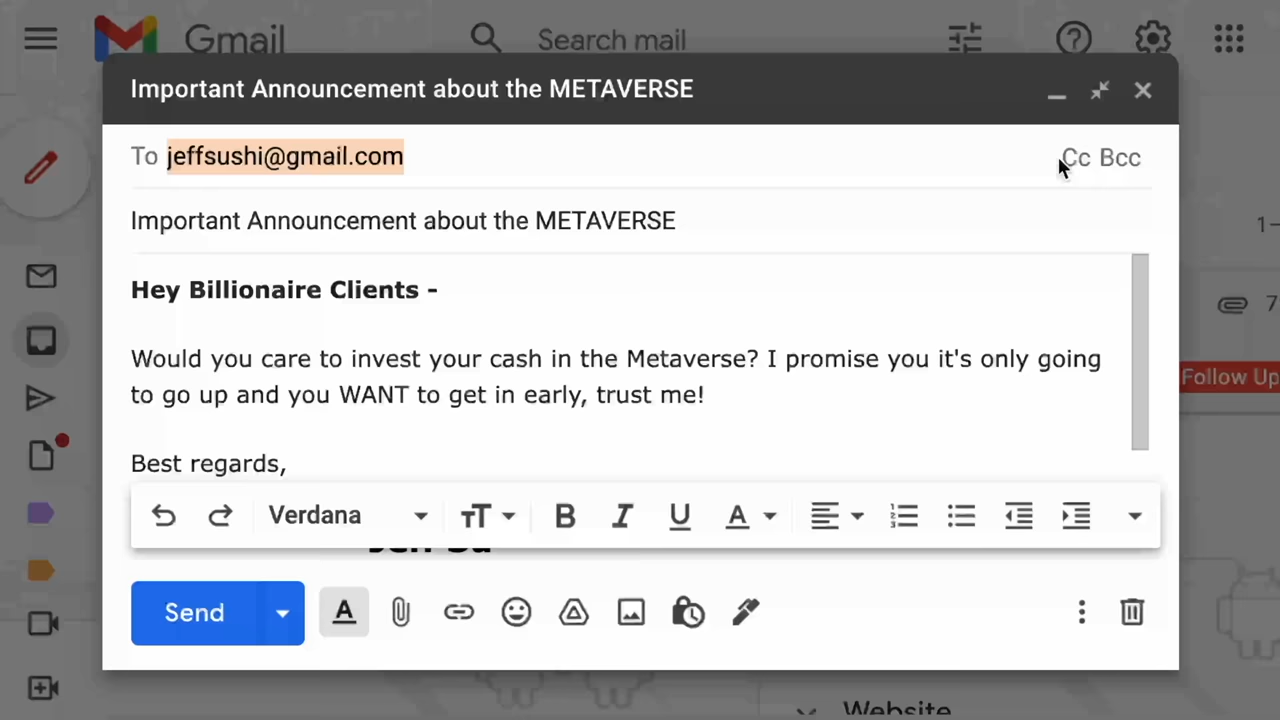 Gmail
Search mail
Important Announcement about the METAVERSE
To jeffsushi@gmail.com
Cc Bcc
Important Announcement about the METAVERSE
1–
Hey Billionaire Clients -
7
Would you care to invest your cash in the Metaverse? I promise you it's only going
to go up and you WANT to get in early, trust me!
Follow Up
Best regards,
Verdana
Send
Website